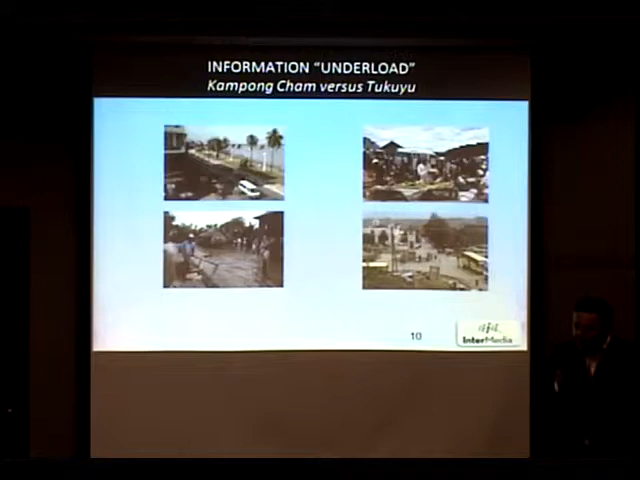 INFORMATION “UNDERLOAD”
Kampong Cham versus Tukuyu
10
InterMedia